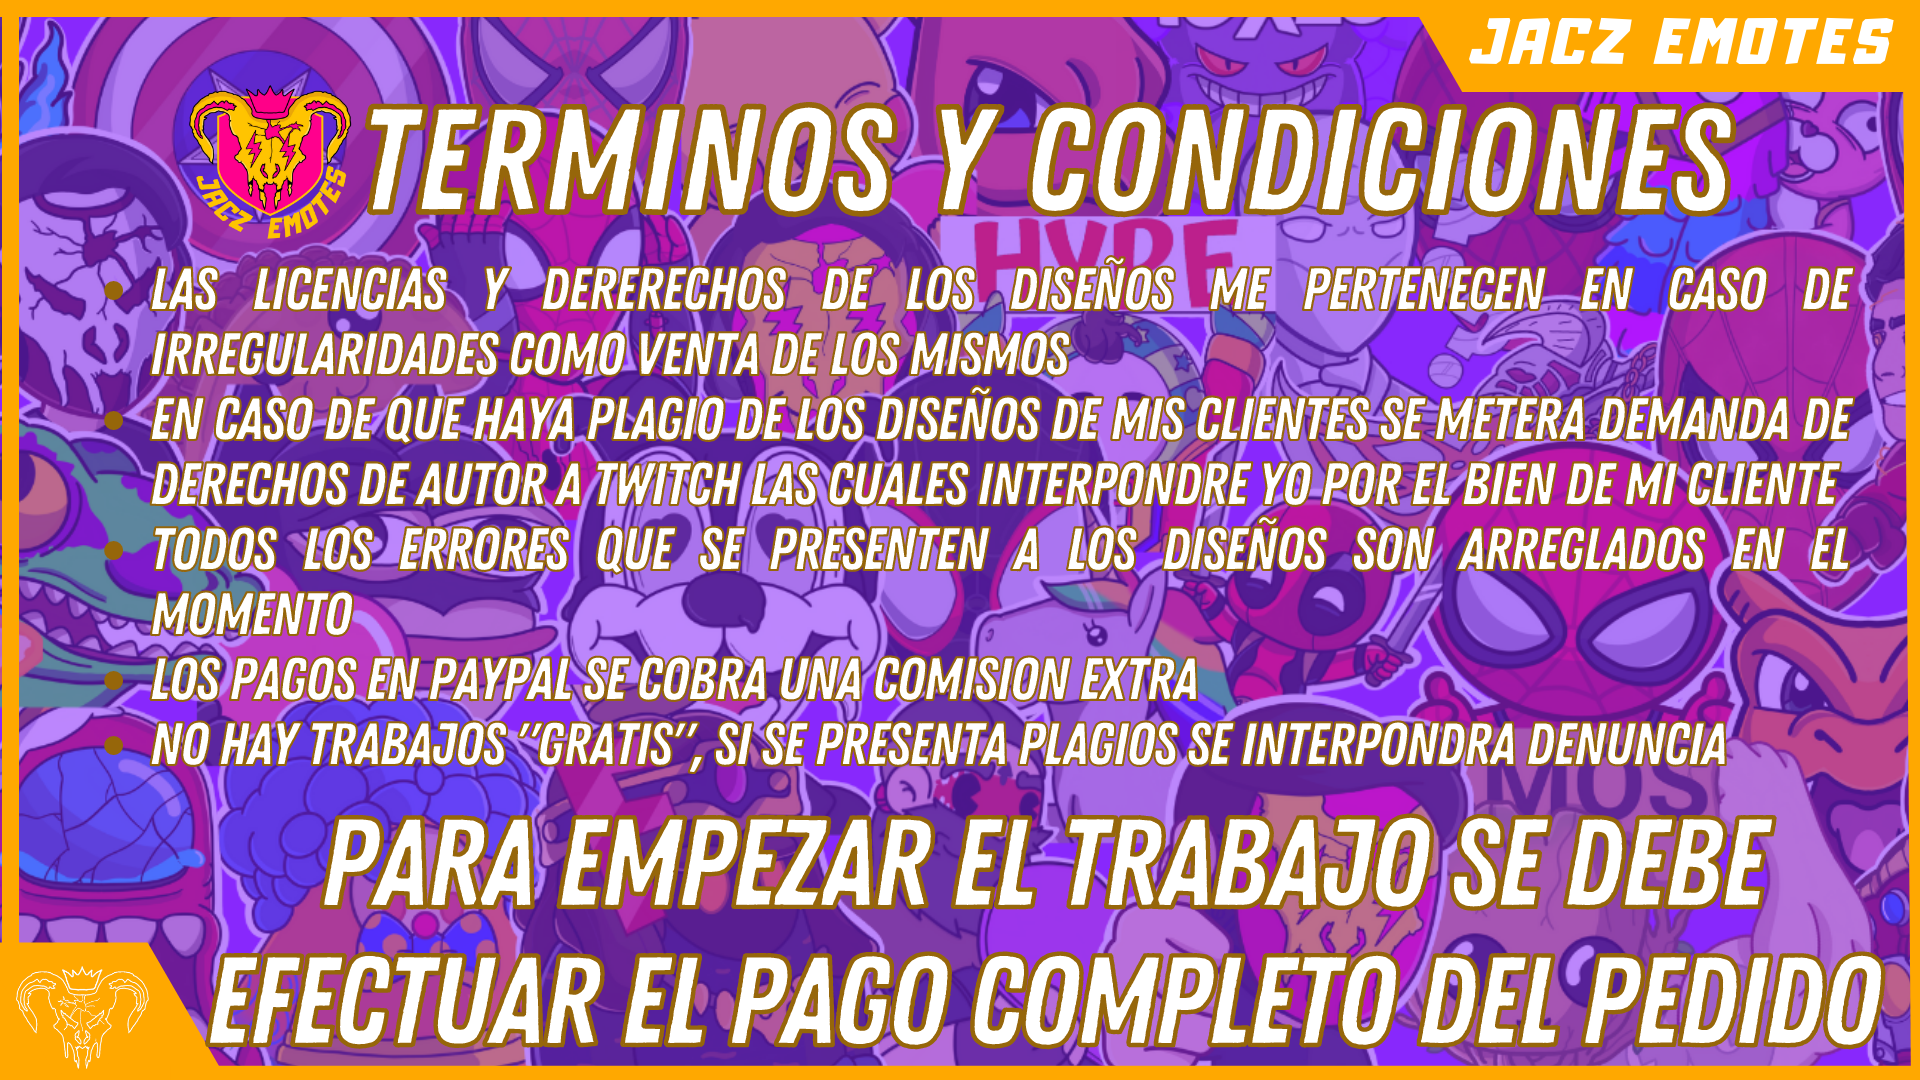 JACZ EMOTES
JACZ EMOTES
TERMINOS Y CONDICIONES
HYPE
LAS LICENCIAS Y DERERECHOS DE LOS DISEÑOS ME PERTENECEN EN CASO DE
IRREGULARIDADES COMO VENTA DE LOS MISMOS
EN CASO DE QUE HAYA PLAGIO DE LOS DISEÑOS DE MIS CLIENTES SE METERA DEMANDA DE
DERECHOS DE AUTOR A TWITCH LAS CUALES INTERPONDRE YO POR EL BIEN DE MI CLIENTE
TODOS LOS ERRORES QUE SE PRESENTEN A LOS DISEÑOS SON ARREGLADOS EN EL
MOMENTO
LOS PAGOS EN PAYPAL SE COBRA UNA COMISION EXTRA
NO HAY TRABAJOS "GRATIS", SI SE PRESENTA PLAGIOS SE INTERPONDRA DENUNCIA
PARA EMPEZAR EL TRABAJO SE DEBE
EFECTUAR EL PAGO COMPLETO DEL PEDIDO